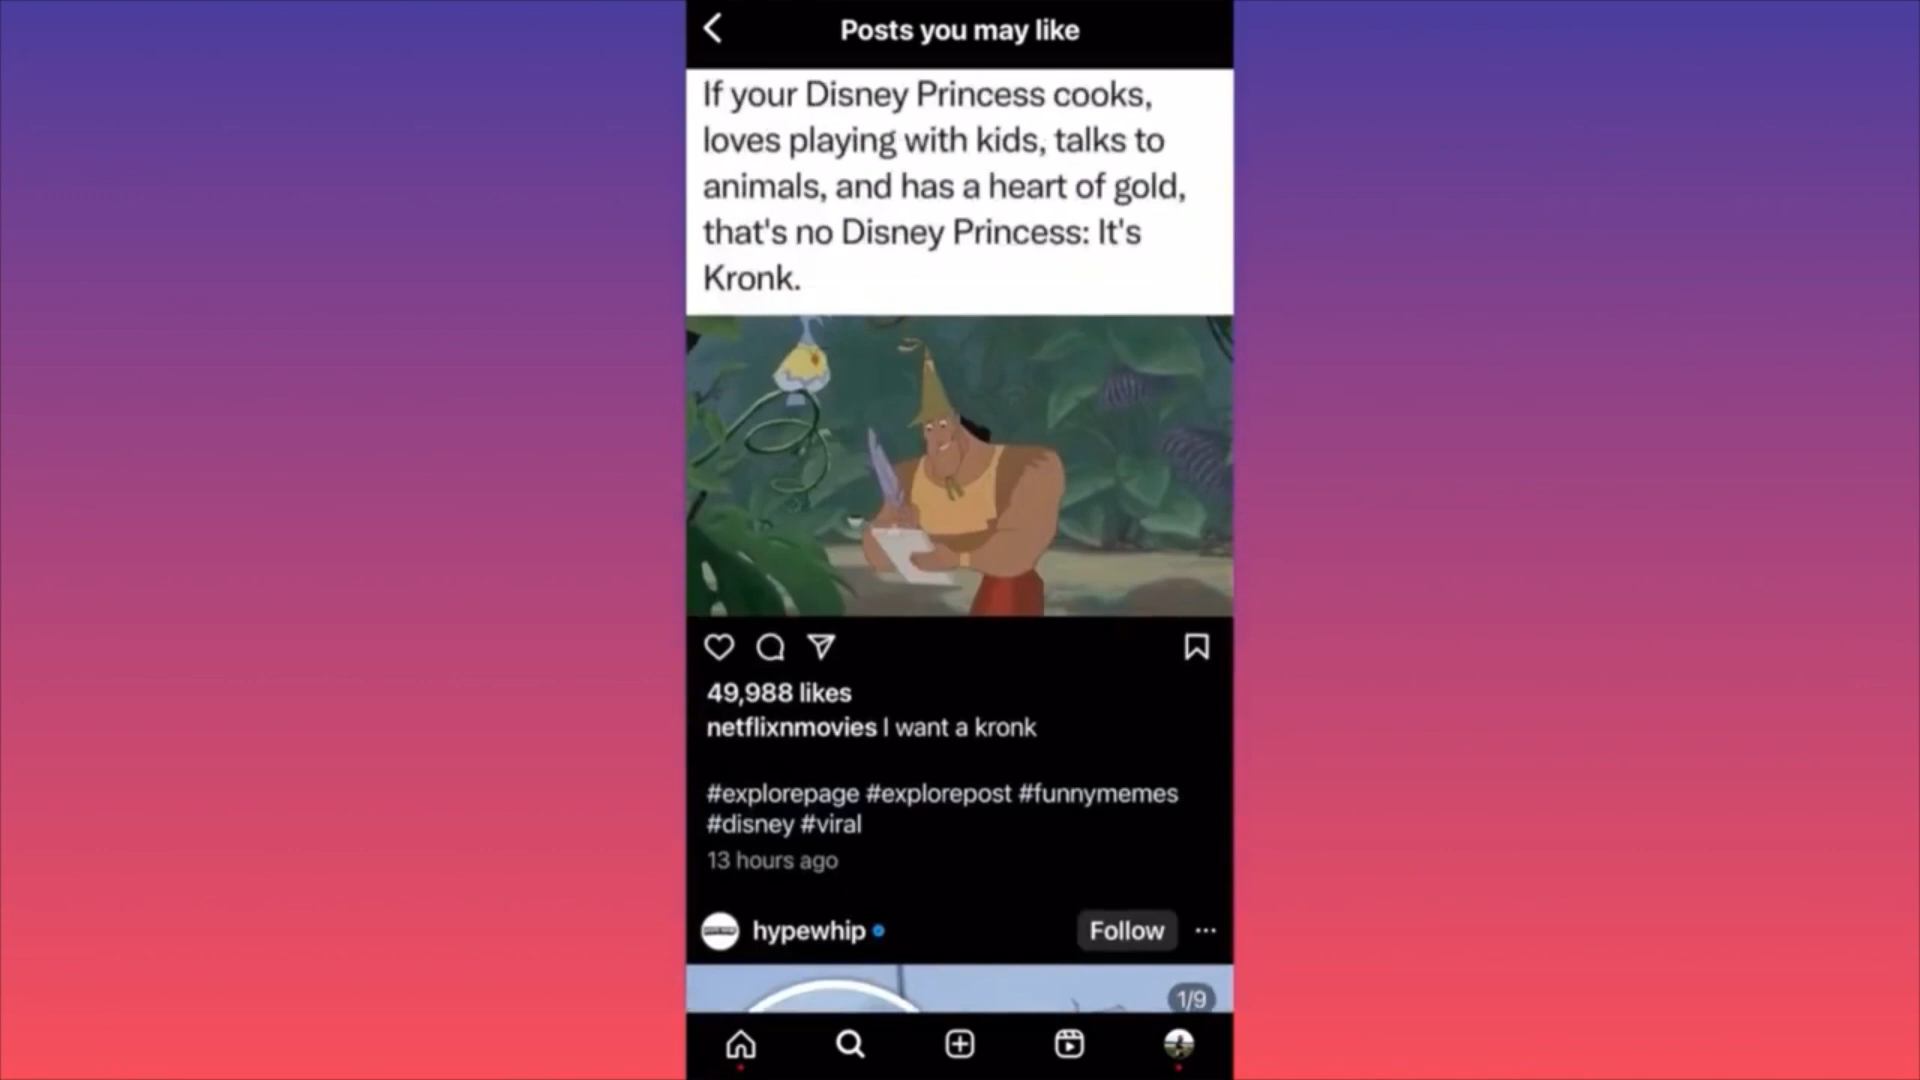 Posts you may like
If your Disney Princess cooks,
loves playing with kids, talks to
animals, and has a heart of gold,
that's no Disney Princess: It's
Kronk.
49,988 likes
netflixnmovies I want a kronk
#explorepage #explorepost #funnymemes
#disney #viral
13 hours ago
hypewhip
Follow
1/9